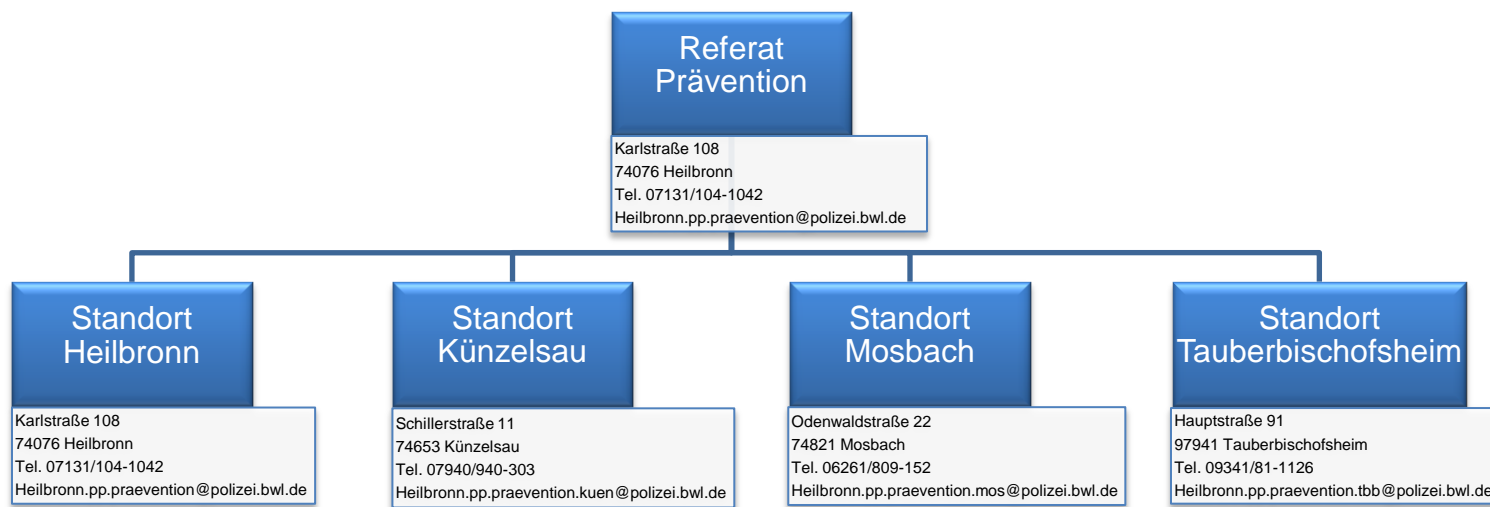 Referat
Prävention
Karlstraße 108
74076 Heilbronn
Tel. 07131/104-1042
Heilbronn.pp.praevention@polizei.bwl.de
Standort
Heilbronn
Karlstraße 108
74076 Heilbronn
Tel. 07131/104-1042
Heilbronn.pp.praevention@polizei.bwl.de
Standort
Künzelsau
Schillerstraße 11
74653 Künzelsau
Tel. 07940/940-303
Heilbronn.pp.praevention.kuen@polizei.bwl.de
Standort
Mosbach
Odenwaldstraße 22
74821 Mosbach
Tel. 06261/809-152
Heilbronn.pp.praevention.mos@polizei.bwl.de
Standort
Tauberbischofsheim
Hauptstraße 91
97941 Tauberbischofsheim
Tel. 09341/81-1126
Heilbronn.pp.praevention.tbb@polizei.bwl.de